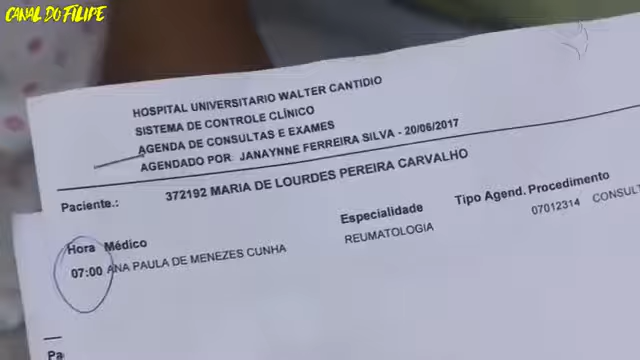 CANAL DO FILIPE
HOSPITAL UNIVERSITARIO WALTER CANTIDIO
SISTEMA DE CONTROLE CLÍNICO
AGENDA DE CONSULTAS E EXAMES
AGENDADO POR: JANAYNNE FERREIRA SILVA - 20/06/2017
Paciente.: 372192 MARIA DE LOURDES PEREIRA CARVALHO
Hora Médico Especialidade Tipo Agend. Procedimento
07:00 ANA PAULA DE MENEZES CUNHA REUMATOLOGIA 07012314 CONSULT
Pa